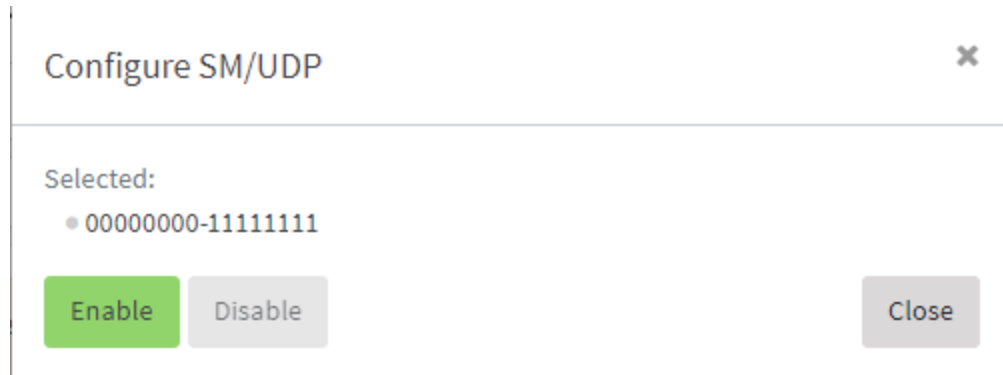 Configure SM/UDP
Selected:
00000000-11111111
Enable Disable Close